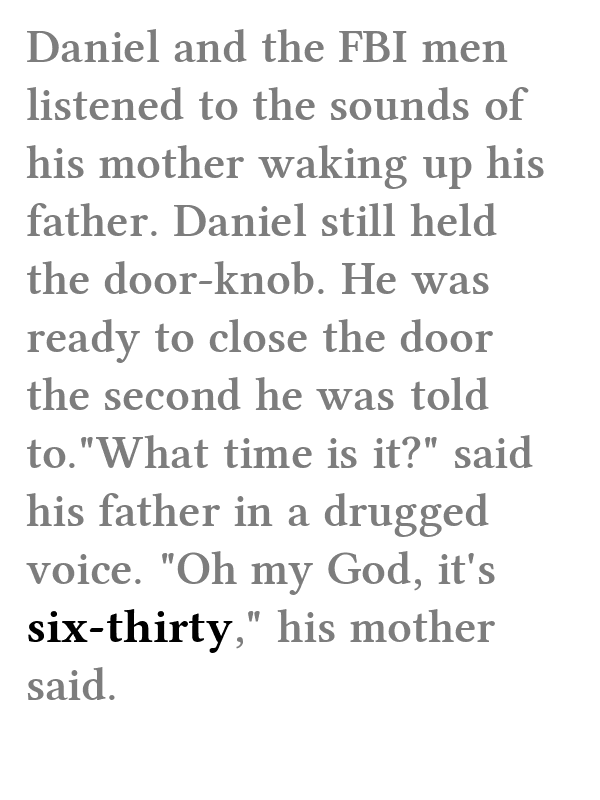 Daniel and the FBI men
listened to the sounds of
his mother waking up his
father. Daniel still held
the door-knob. He was
ready to close the door
the second he was told
to."What time is it?" said
his father in a drugged
voice. "Oh my God, it's
six-thirty," his mother
said.